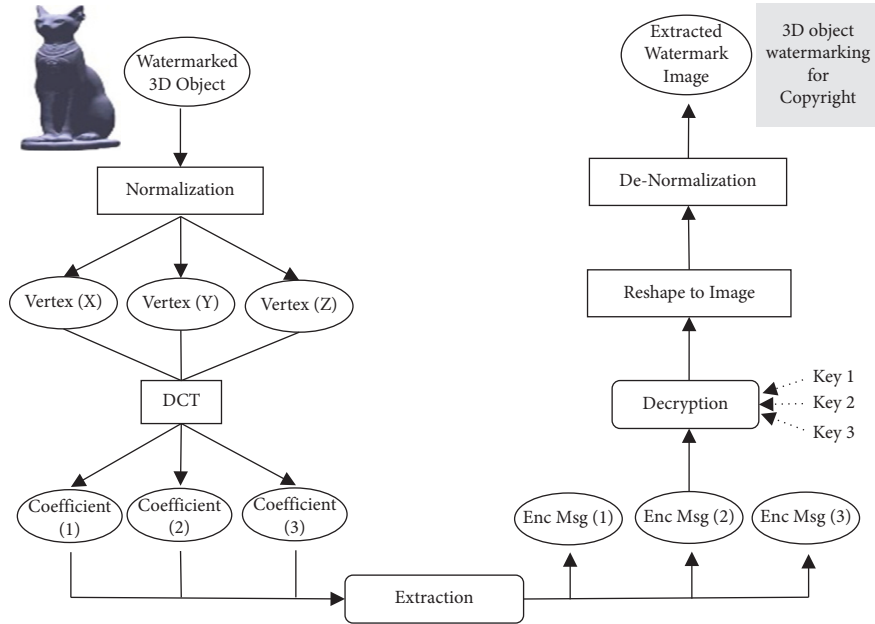 Watermarked
3D Object
Normalization
Vertex (X)
Vertex (Y)
Vertex (Z)
DCT
Coefficient
(1)
Coefficient
(2)
Coefficient
(3)
Extraction
Enc Msg (1)
Enc Msg (2)
Enc Msg (3)
Decryption
Key 1
Key 2
Key 3
Reshape to Image
De-Normalization
Extracted
Watermark
Image
3D object
watermarking
for
Copyright